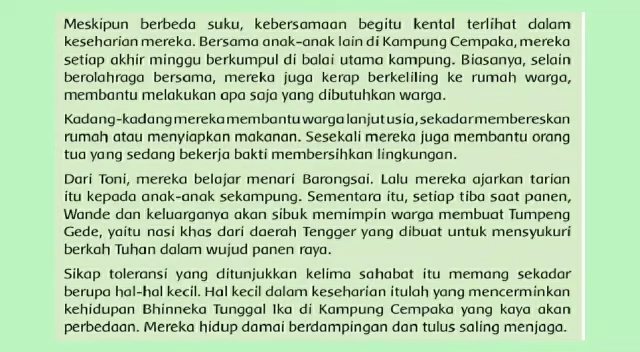 Meskipun berbeda suku, kebersamaan begitu kental terlihat dalam
keseharian mereka. Bersama anak-anak lain di Kampung Cempaka, mereka
setiap akhir minggu berkumpul di balai utama kampung. Biasanya, selain
berolahraga bersama, mereka juga kerap berkeliling ke rumah warga,
membantu melakukan apa saja yang dibutuhkan warga.
Kadang-kadang mereka membantu warga lanjut usia, sekadar membereskan
rumah atau menyiapkan makanan. Sesekali mereka juga membantu orang
tua yang sedang bekerja bakti membersihkan lingkungan.
Dari Toni, mereka belajar menari Barongsai. Lalu mereka ajarkan tarian
itu kepada anak-anak sekampung. Sementara itu, setiap tiba saat panen,
Wande dan keluarganya akan sibuk memimpin warga membuat Tumpeng
Gede, yaitu nasi khas dari daerah Tengger yang dibuat untuk mensyukuri
berkah Tuhan dalam wujud panen raya.
Sikap toleransi yang ditunjukkan kelima sahabat itu memang sekadar
berupa hal-hal kecil. Hal kecil dalam keseharian itulah yang mencerminkan
kehidupan Bhinneka Tunggal Ika di Kampung Cempaka yang kaya akan
perbedaan. Mereka hidup damai berdampingan dan tulus saling menjaga.